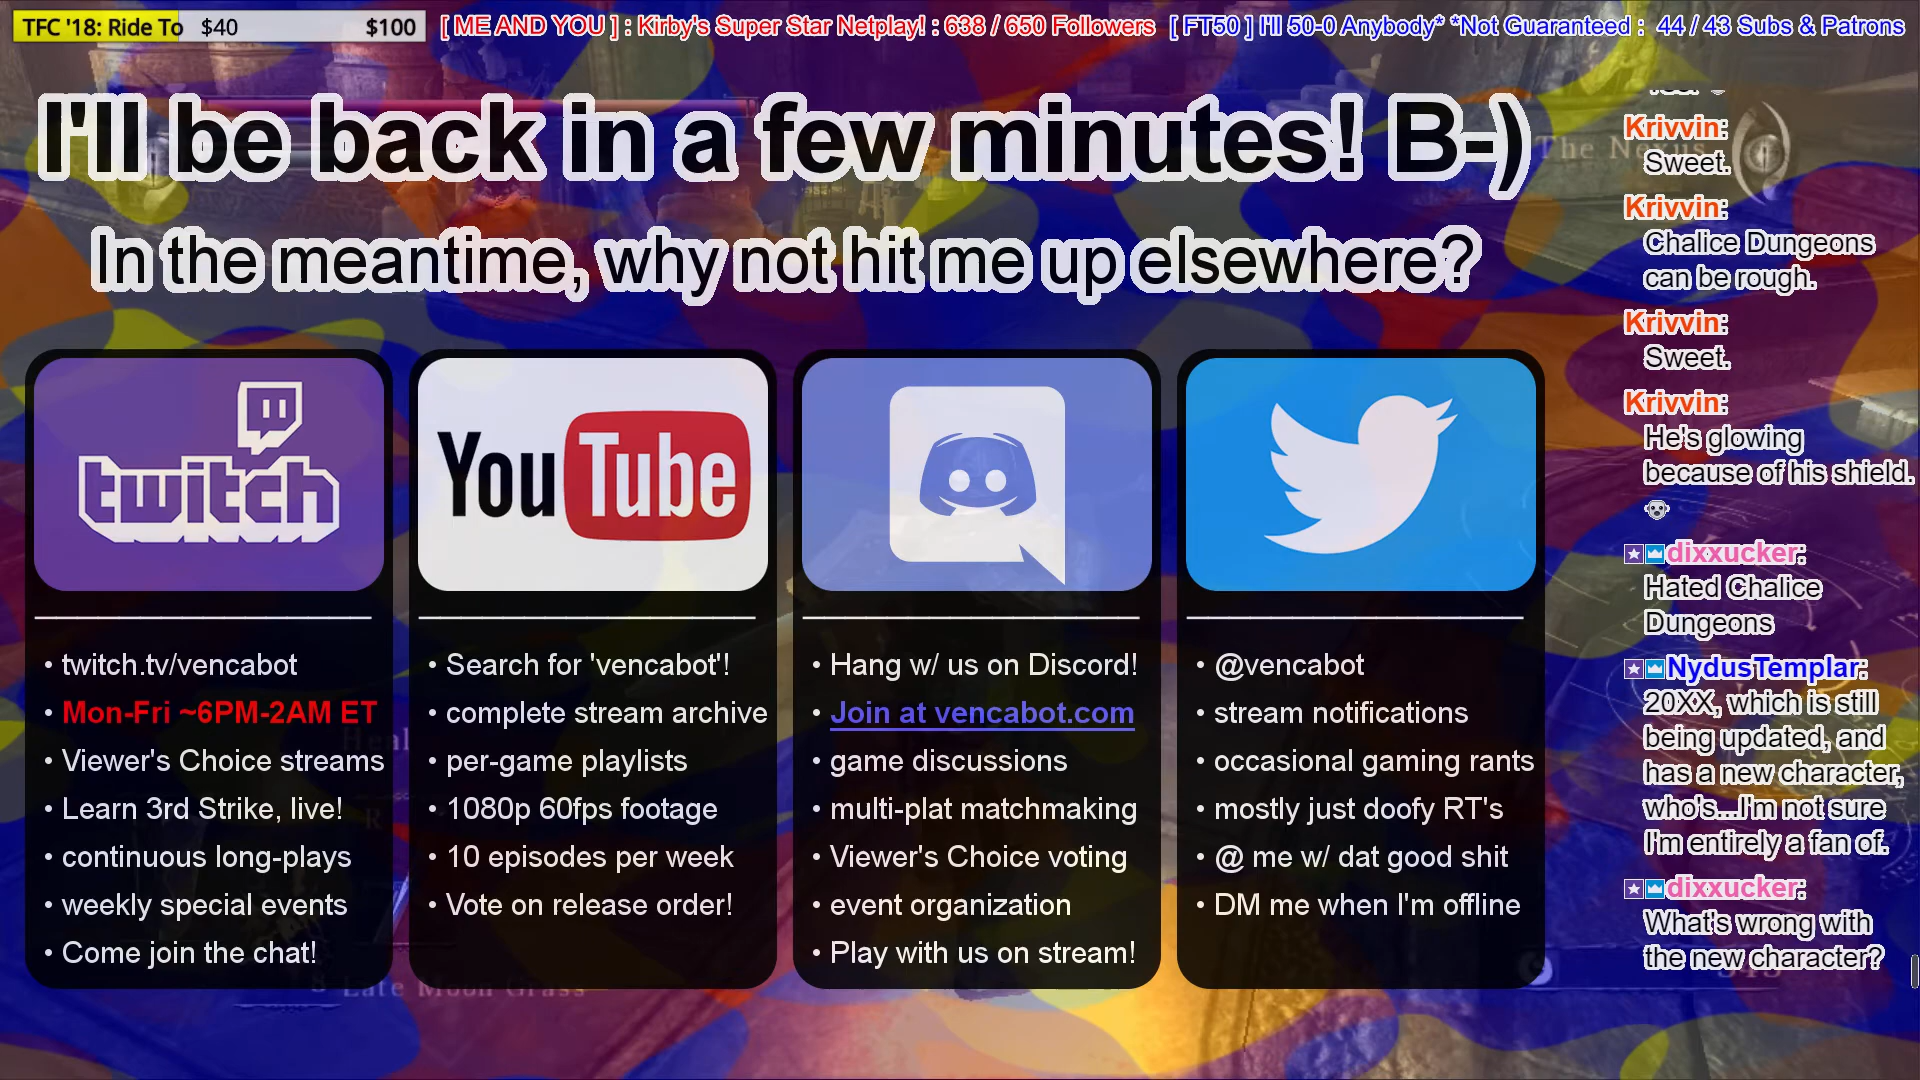 TFC '18: Ride To $40 $100
[ ME AND YOU ] : Kirby's Super Star Netplay! : 638 / 650 Followers
[ FT50 ] I'll 50-0 Anybody* *Not Guaranteed : 44 / 43 Subs & Patrons
I'll be back in a few minutes! B-)
In the meantime, why not hit me up elsewhere?
twitch
• twitch.tv/vencabot
• Mon-Fri ~6PM-2AM ET
• Viewer's Choice streams
• Learn 3rd Strike, live!
• continuous long-plays
• weekly special events
• Come join the chat!
YouTube
• Search for 'vencabot'!
• complete stream archive
• per-game playlists
• 1080p 60fps footage
• 10 episodes per week
• Vote on release order!
• Hang w/ us on Discord!
• Join at vencabot.com
• game discussions
• multi-plat matchmaking
• Viewer's Choice voting
• event organization
• Play with us on stream!
• @vencabot
• stream notifications
• occasional gaming rants
• mostly just doofy RT's
• @ me w/ dat good shit
• DM me when I'm offline
The Nexus
Krivvin:
Sweet.
Krivvin:
Chalice Dungeons
can be rough.
Krivvin:
Sweet.
Krivvin:
He's glowing
because of his shield.
dixxucker:
Hated Chalice
Dungeons
NydusTemplar:
20XX, which is still
being updated, and
has a new character,
who's...I'm not sure
I'm entirely a fan of.
dixxucker:
What's wrong with
the new character?
Late Moon Grass